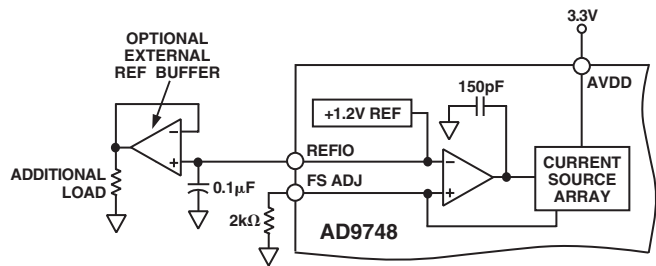 3.3V
OPTIONAL
EXTERNAL
REF BUFFER
AVDD
150pF
+1.2V REF
–
+
REFIO
–
+
FS ADJ
CURRENT
SOURCE
ARRAY
ADDITIONAL
LOAD
0.1μF
2kΩ
AD9748